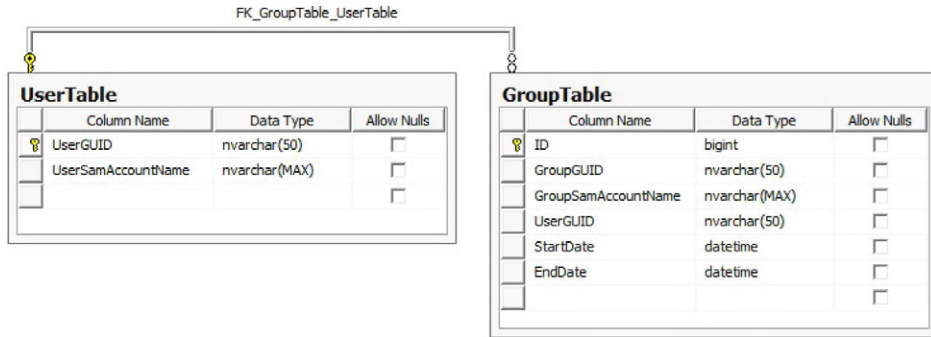 FK_GroupTable_UserTable
UserTable
Column Name Data Type Allow Nulls
UserGUID nvarchar(50)
UserSamAccountName nvarchar(MAX)
GroupTable
Column Name Data Type Allow Nulls
ID bigint
GroupGUID nvarchar(50)
GroupSamAccountName nvarchar(MAX)
UserGUID nvarchar(50)
StartDate datetime
EndDate datetime